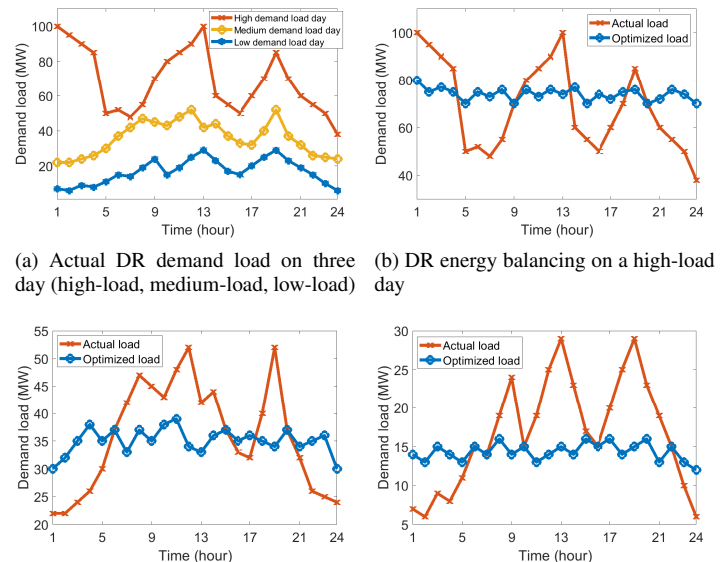 High demand load day
Medium demand load day
Low demand load day
Demand load (MW)
100
80
60
40
20
1 5 9 13 17 21 24
Time (hour)
Actual load
Optimized load
Demand load (MW)
100
80
60
40
1 5 9 13 17 21 24
Time (hour)
(a) Actual DR demand load on three
day (high-load, medium-load, low-load)
(b) DR energy balancing on a high-load
day
Actual load
Optimized load
Demand load (MW)
55
50
45
40
35
30
25
20
1 5 9 13 17 21 24
Time (hour)
Actual load
Optimized load
Demand load (MW)
30
25
20
15
10
5
1 5 9 13 17 21 24
Time (hour)